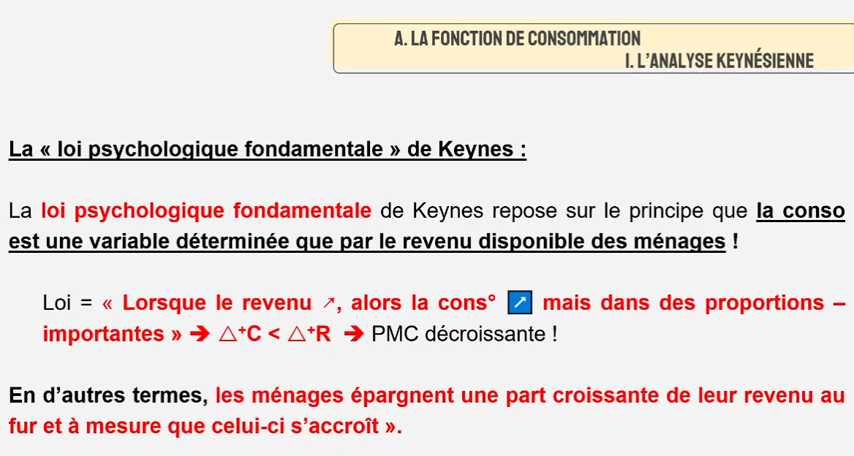 A. LA FONCTION DE CONSOMMATION
I. L'ANALYSE KEYNÉSIENNE
La « loi psychologique fondamentale » de Keynes :
La loi psychologique fondamentale de Keynes repose sur le principe que la conso
est une variable déterminée que par le revenu disponible des ménages !
Loi = « Lorsque le revenu ↗, alors la cons° ↗ mais dans des proportions –
importantes » ➔ △⁺C < △⁺R ➔ PMC décroissante !
En d'autres termes, les ménages épargnent une part croissante de leur revenu au
fur et à mesure que celui-ci s'accroît ».